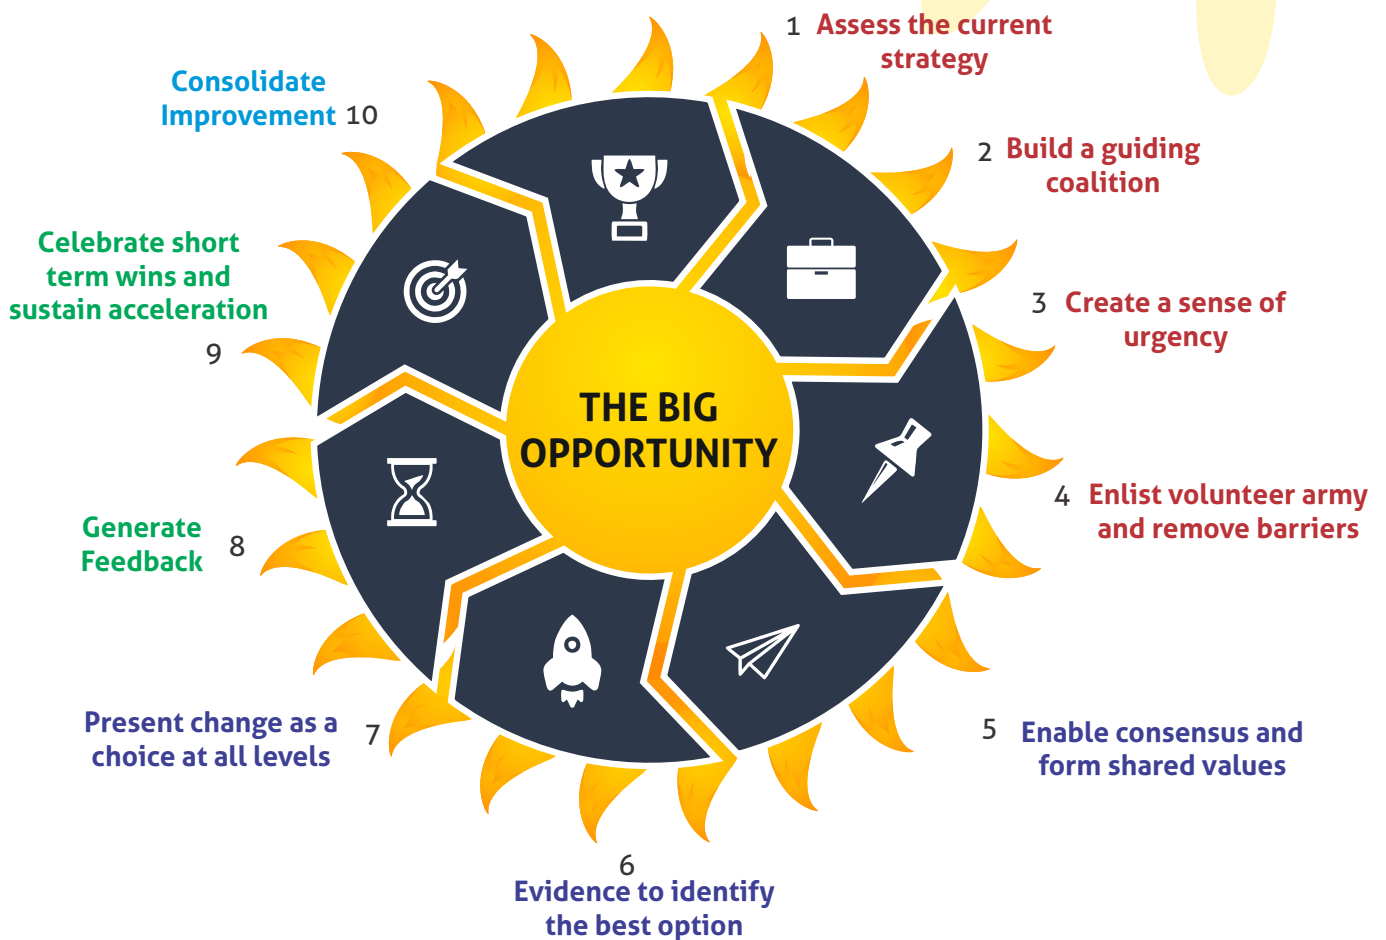 1 Assess the current
strategy
2 Build a guiding
coalition
3 Create a sense of
urgency
4 Enlist volunteer army
and remove barriers
5 Enable consensus and
form shared values
6
Evidence to identify
the best option
7
Present change as a
choice at all levels
8
Generate
Feedback
Celebrate short
term wins and
sustain acceleration
9
Consolidate
Improvement 10
THE BIG
OPPORTUNITY